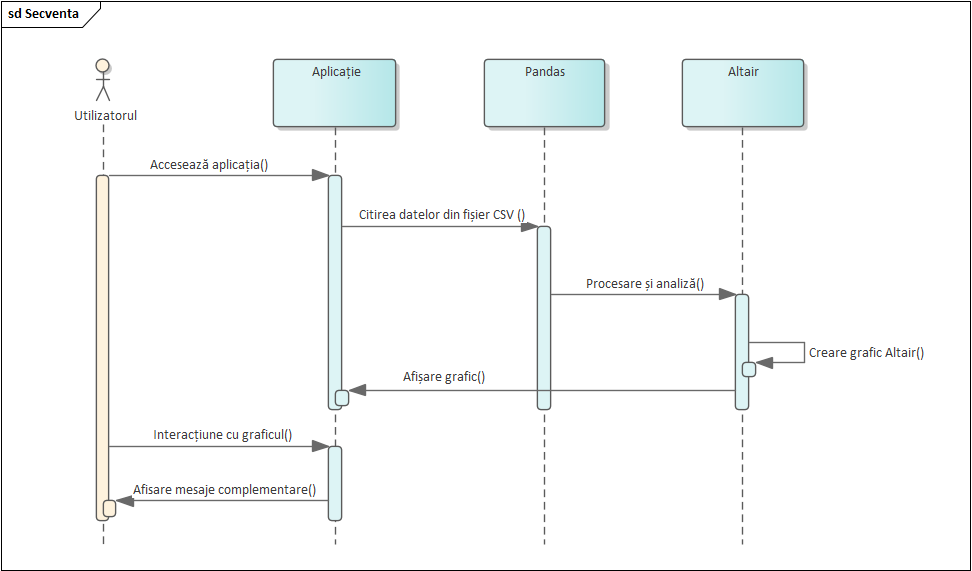 sd Secventa
Utilizatorul
Aplicație
Pandas
Altair
Accesează aplicația()
Citirea datelor din fișier CSV ()
Procesare și analiză()
Creare grafic Altair()
Afișare grafic()
Interacțiune cu graficul()
Afisare mesaje complementare()